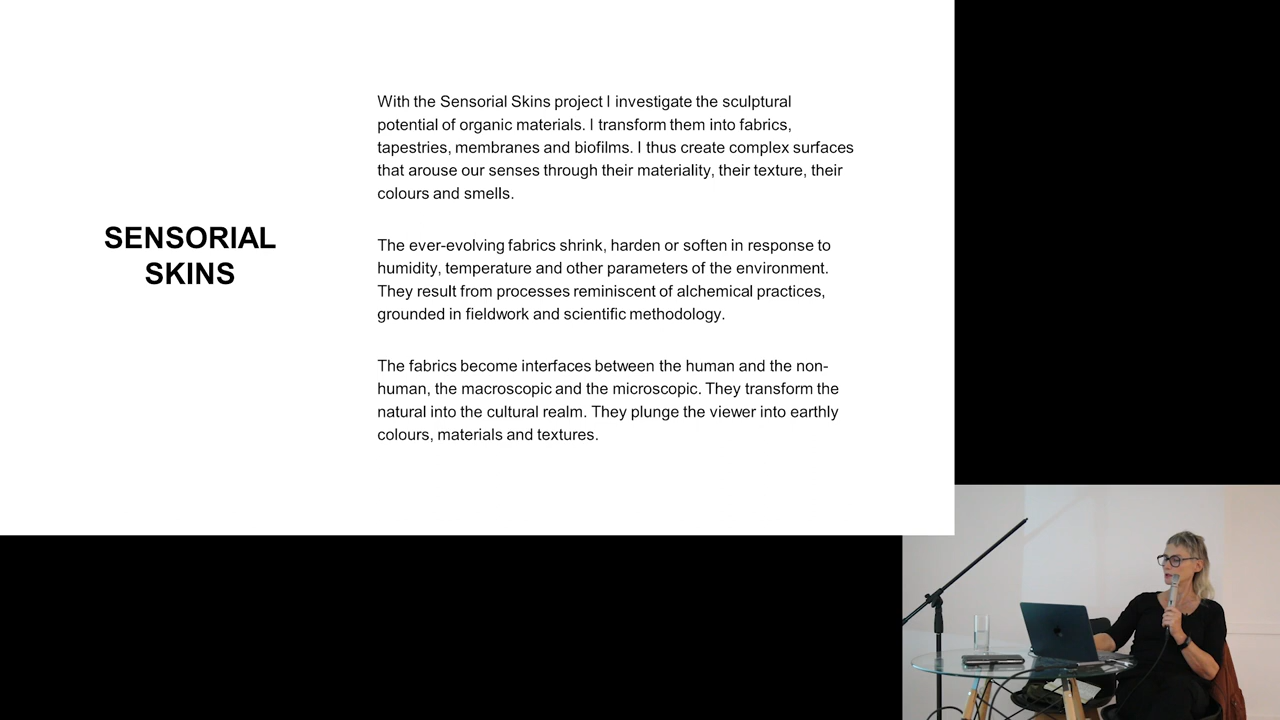 SENSORIAL
SKINS
With the Sensorial Skins project I investigate the sculptural
potential of organic materials. I transform them into fabrics,
tapestries, membranes and biofilms. I thus create complex surfaces
that arouse our senses through their materiality, their texture, their
colours and smells.
The ever-evolving fabrics shrink, harden or soften in response to
humidity, temperature and other parameters of the environment.
They result from processes reminiscent of alchemical practices,
grounded in fieldwork and scientific methodology.
The fabrics become interfaces between the human and the non-
human, the macroscopic and the microscopic. They transform the
natural into the cultural realm. They plunge the viewer into earthly
colours, materials and textures.